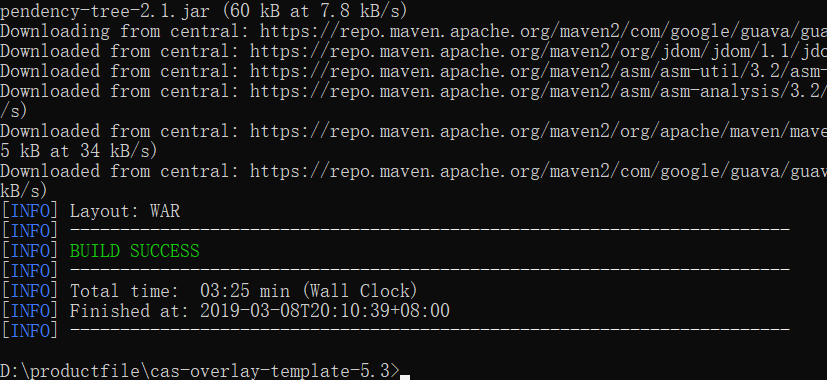 pendency-tree-2.1.jar (60 kB at 7.8 kB/s)
Downloading from central: https://repo.maven.apache.org/maven2/com/google/guava/gua
Downloaded from central: https://repo.maven.apache.org/maven2/org/jdom/jdom/1.1/jdo
Downloaded from central: https://repo.maven.apache.org/maven2/asm/asm-util/3.2/asm-
Downloaded from central: https://repo.maven.apache.org/maven2/asm/asm-analysis/3.2/
/s)
Downloaded from central: https://repo.maven.apache.org/maven2/org/apache/maven/mave
5 kB at 34 kB/s)
Downloaded from central: https://repo.maven.apache.org/maven2/com/google/guava/guav
kB/s)
[INFO] Layout: WAR
[INFO] ------------------------------------------------------------------------
[INFO] BUILD SUCCESS
[INFO] ------------------------------------------------------------------------
[INFO] Total time:  03:25 min (Wall Clock)
[INFO] Finished at: 2019-03-08T20:10:39+08:00
[INFO] ------------------------------------------------------------------------
D:\productfile\cas-overlay-template-5.3>